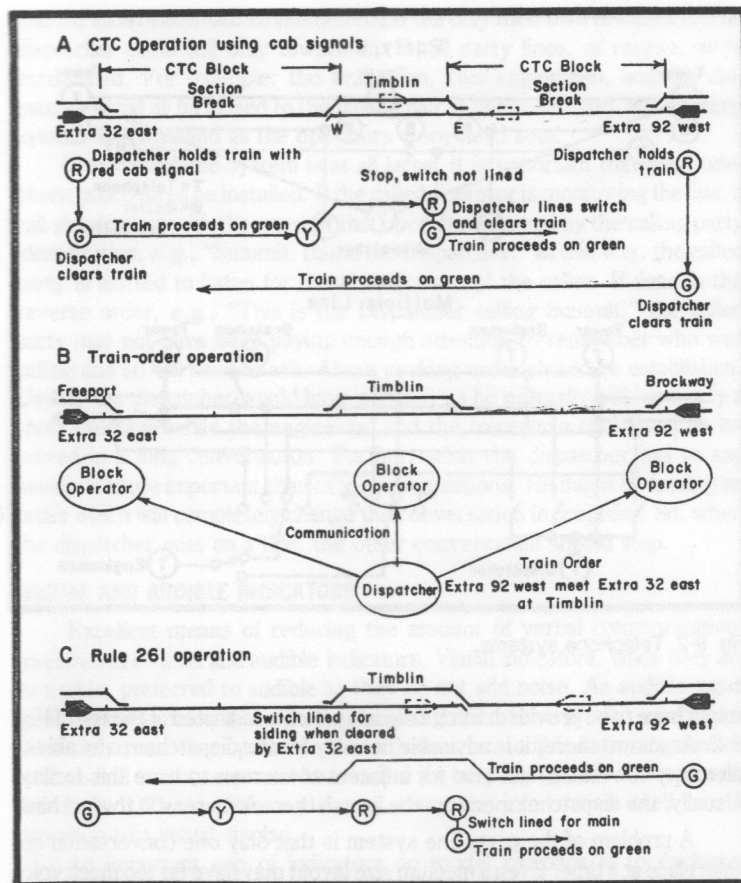 A CTC Operation using cab signals
CTC Block
Section
Break
Timblin
CTC Block
Section
Break
W
E
Extra 32 east
Extra 92 west
R
Dispatcher holds train with
red cab signal
Stop, switch not lined
Dispatcher holds
train
R
R
Dispatcher lines switch
and clears train
G
Train proceeds on green
Y
G
Train proceeds on green
Dispatcher
clears train
Train proceeds on green
G
Dispatcher
clears train
B Train-order operation
Freeport
Timblin
Brockway
Extra 32 east
Extra 92 west
Block
Operator
Block
Operator
Block
Operator
Communication
Dispatcher
Train Order
Extra 92 west meet Extra 32 east
at Timblin
C Rule 261 operation
Timblin
Extra 32 east
Switch lined for
siding when cleared
by Extra 32 east
Extra 92 west
Train proceeds on green
G
G
Y
R
R
Switch lined for main
G
Train proceeds on green